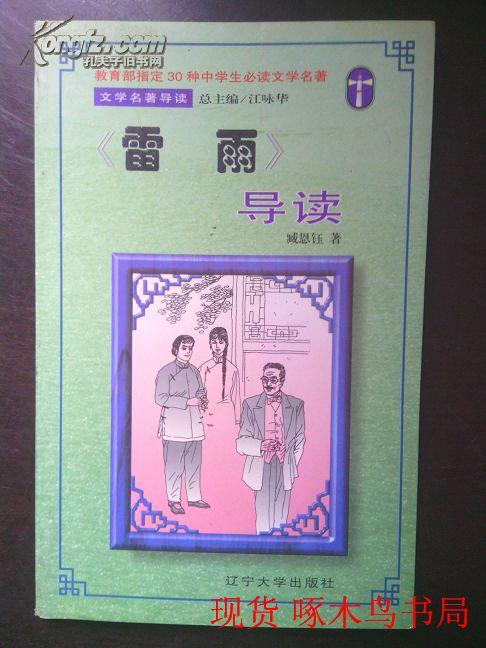 Kongfz.com
孔夫子旧书网
教育部指定30种中学生必读文学名著
文学名著导读 总主编/江咏华
《雷雨》
导读
臧恩钰 著
辽宁大学出版社
现货 啄木鸟书局